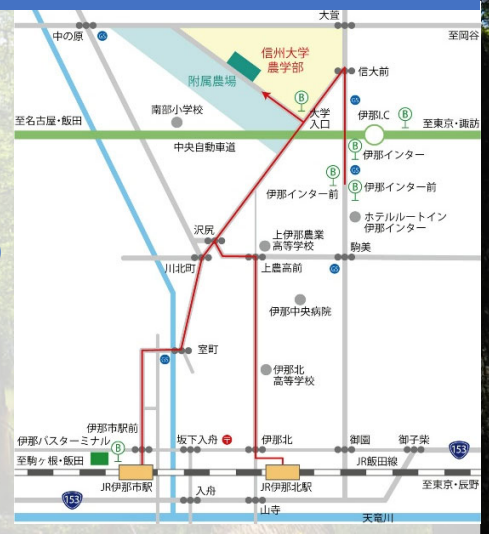 大萱
中の原
至岡谷
信州大学
農学部
信大前
附属農場
B
伊那I.C
B
南部小学校
大学
入口
至名古屋・飯田
至東京・諏訪
中央自動車道
B
伊那インター
B
伊那インター前
B
伊那インター前
ホテルルートイン
伊那インター
沢尻
上伊那農業
高等学校
駒美
川北町
上農高前
伊那中央病院
室町
伊那北
高等学校
伊那市駅前
伊那バスターミナル
B
坂下入舟
伊那北
御園
御子柴
153
至駒ヶ根・飯田
JR飯田線
JR伊那市駅
JR伊那北駅
至東京・辰野
153
入舟
山寺
天竜川